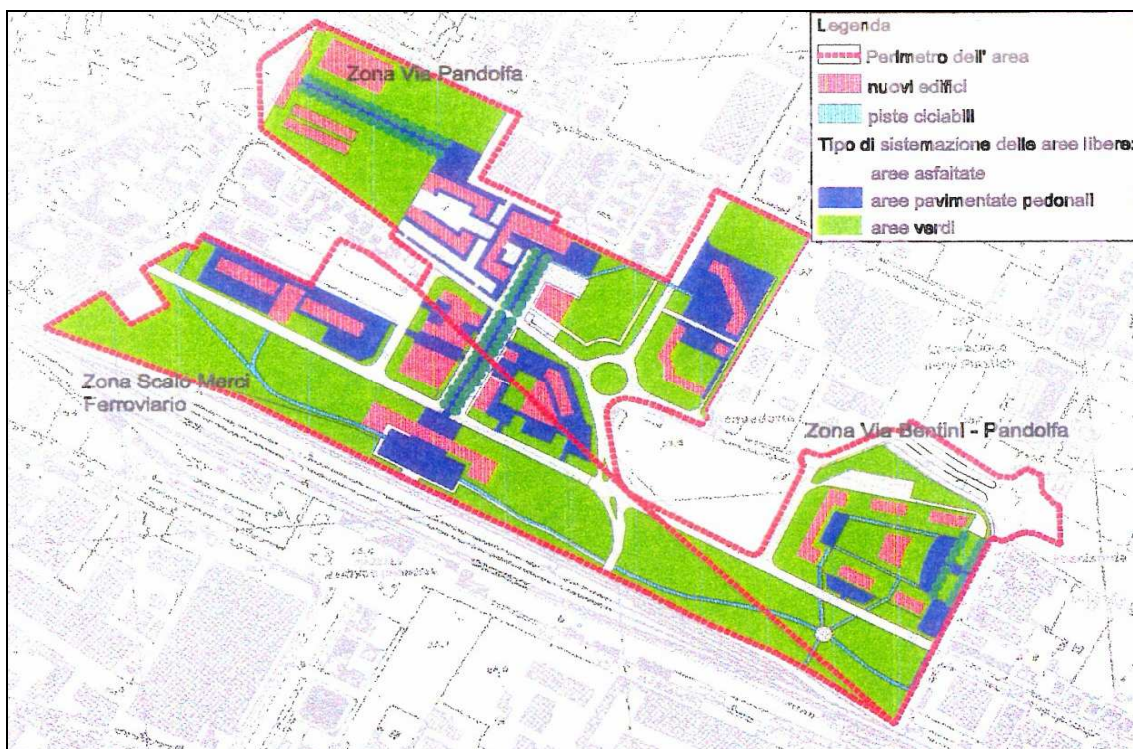 Legenda
Perimetro dell' area
nuovi edifici
piste ciclabili
Tipo di sistemazione delle aree libere:
aree asfaltate
aree pavimentate pedonali
aree verdi
Zona Via Pandolfa
Zona Scalo Merci
Ferroviario
Zona Via Bentini - Pandolfa